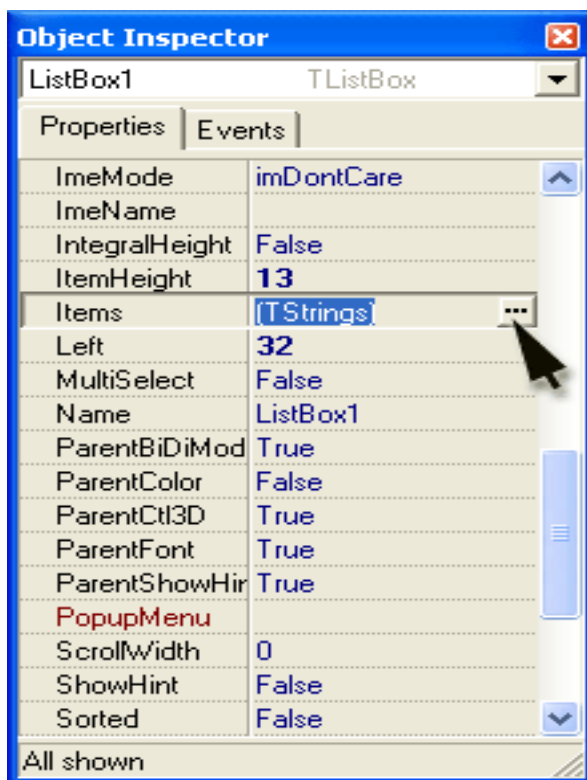 Object Inspector
ListBox1 TListBox
Properties Events
ImeMode imDontCare
ImeName
IntegralHeight False
ItemHeight 13
Items (TStrings) ...
Left 32
MultiSelect False
Name ListBox1
ParentBiDiMod True
ParentColor False
ParentCtl3D True
ParentFont True
ParentShowHir True
PopupMenu
ScrollWidth 0
ShowHint False
Sorted False
All shown